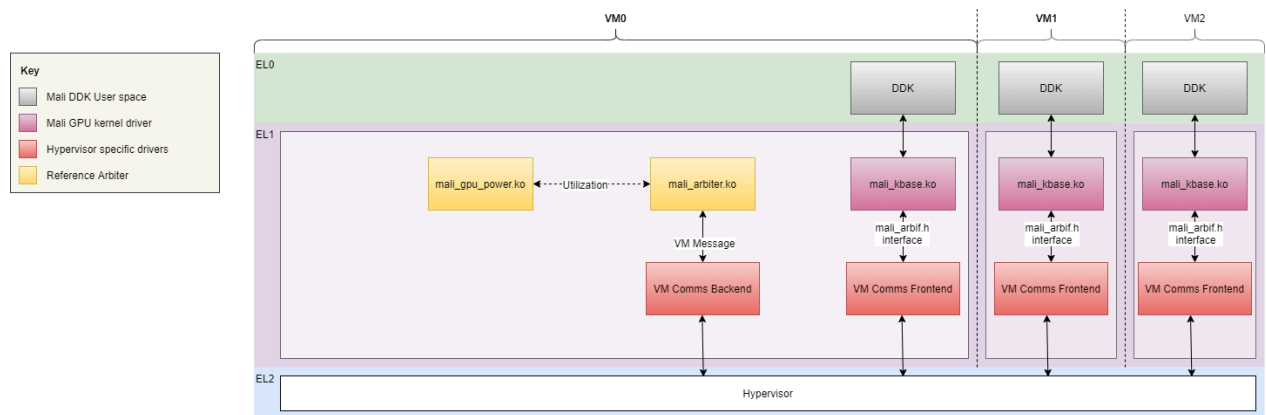 VM0
VM1
VM2
Key
Mali DDK User space
Mali GPU kernel driver
Hypervisor specific drivers
Reference Arbiter
EL0
DDK
DDK
DDK
EL1
mali_gpu_power.ko
Utilization
mali_arbiter.ko
mali_kbase.ko
mali_kbase.ko
mali_kbase.ko
VM Message
mali_arbif.h
interface
mali_arbif.h
interface
mali_arbif.h
interface
VM Comms Backend
VM Comms Frontend
VM Comms Frontend
VM Comms Frontend
EL2
Hypervisor